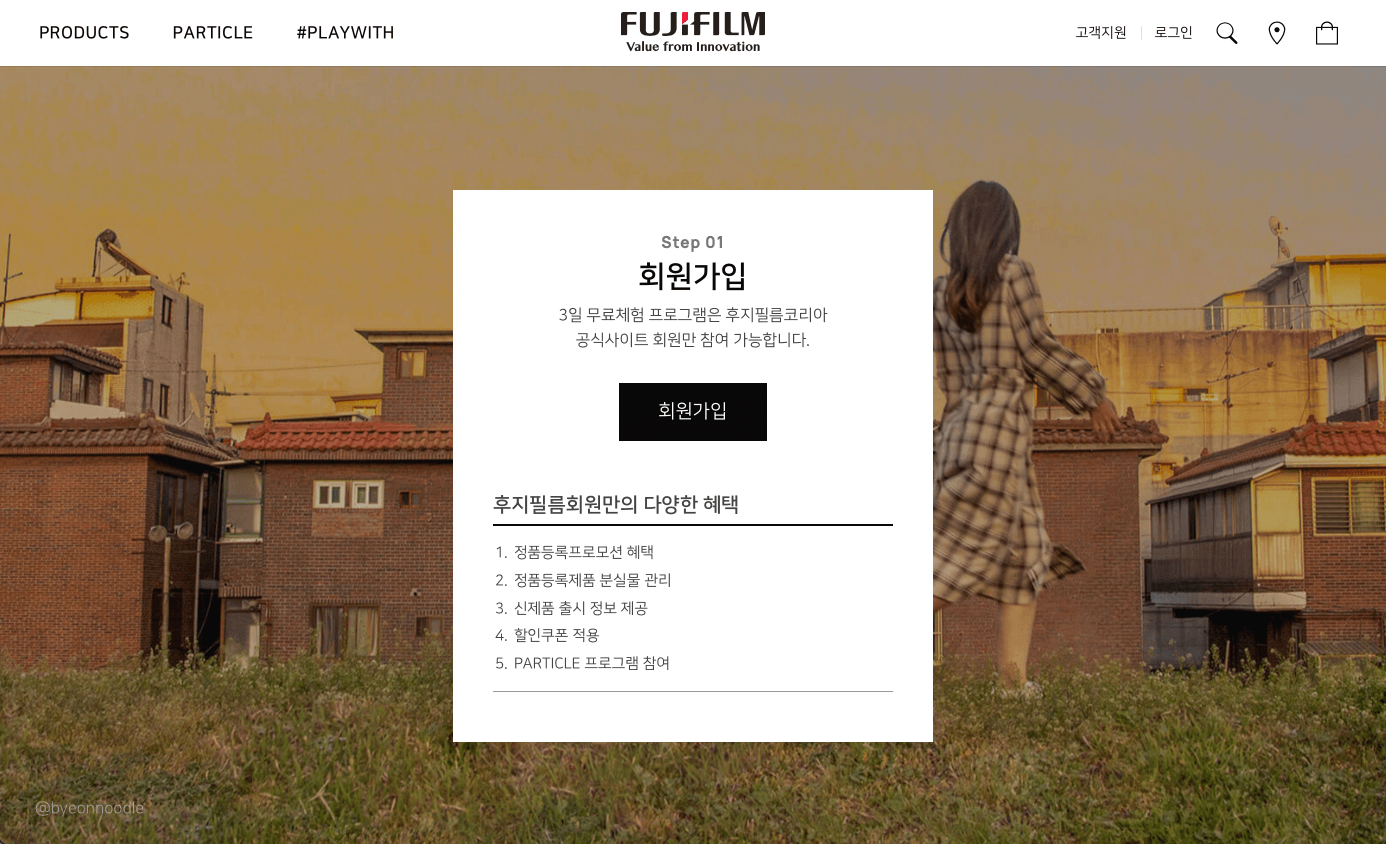 PRODUCTS PARTICLE #PLAYWITH
FUJIFILM
Value from Innovation
고객지원 로그인
Step 01
회원가입
3일 무료체험 프로그램은 후지필름코리아
공식사이트 회원만 참여 가능합니다.
회원가입
후지필름회원만의 다양한 혜택
1. 정품등록프로모션 혜택
2. 정품등록제품 분실물 관리
3. 신제품 출시 정보 제공
4. 할인쿠폰 적용
5. PARTICLE 프로그램 참여
@byeonnoodle